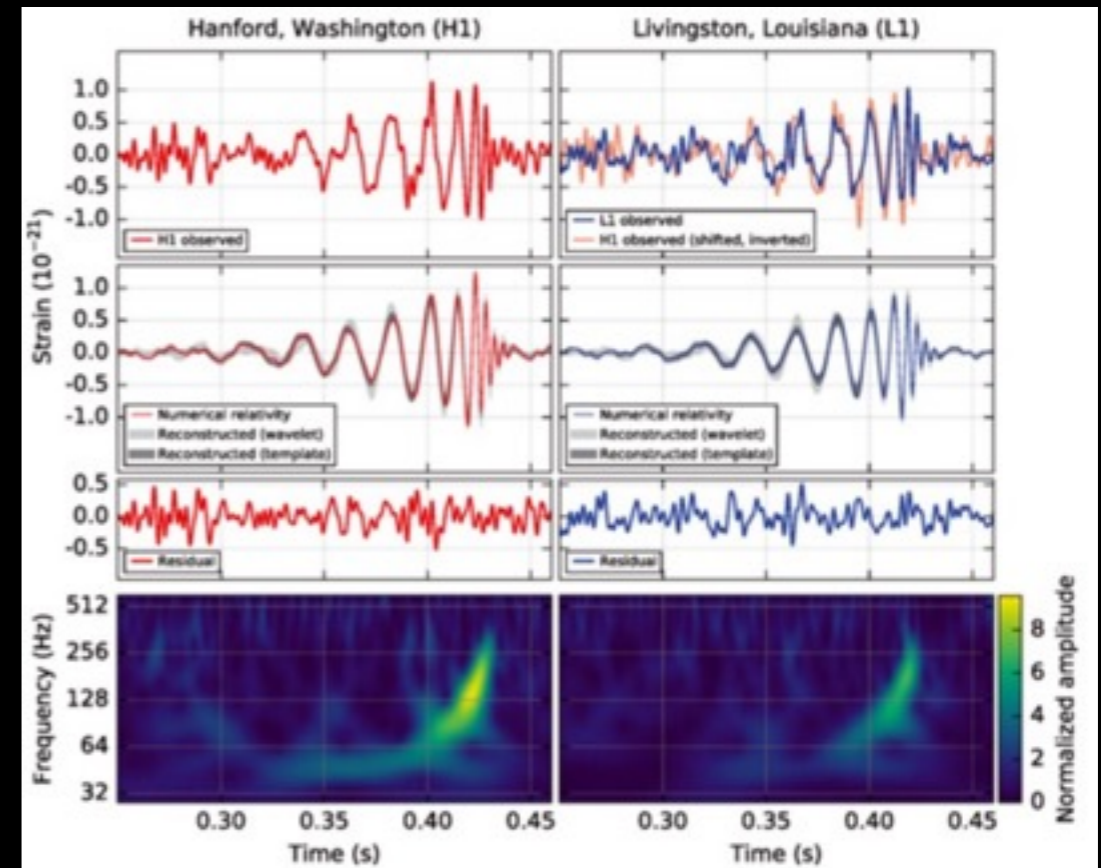 Hanford, Washington (H1)
Livingston, Louisiana (L1)
Strain (10⁻²¹)
1.0
0.5
0.0
-0.5
-1.0
H1 observed
L1 observed
H1 observed (shifted, inverted)
1.0
0.5
0.0
-0.5
-1.0
Numerical relativity
Reconstructed (wavelet)
Reconstructed (template)
Numerical relativity
Reconstructed (wavelet)
Reconstructed (template)
0.5
0.0
-0.5
Residual
Residual
Frequency (Hz)
512
256
128
64
32
Normalized amplitude
8
6
4
2
0
0.30 0.35 0.40 0.45
0.30 0.35 0.40 0.45
Time (s)
Time (s)